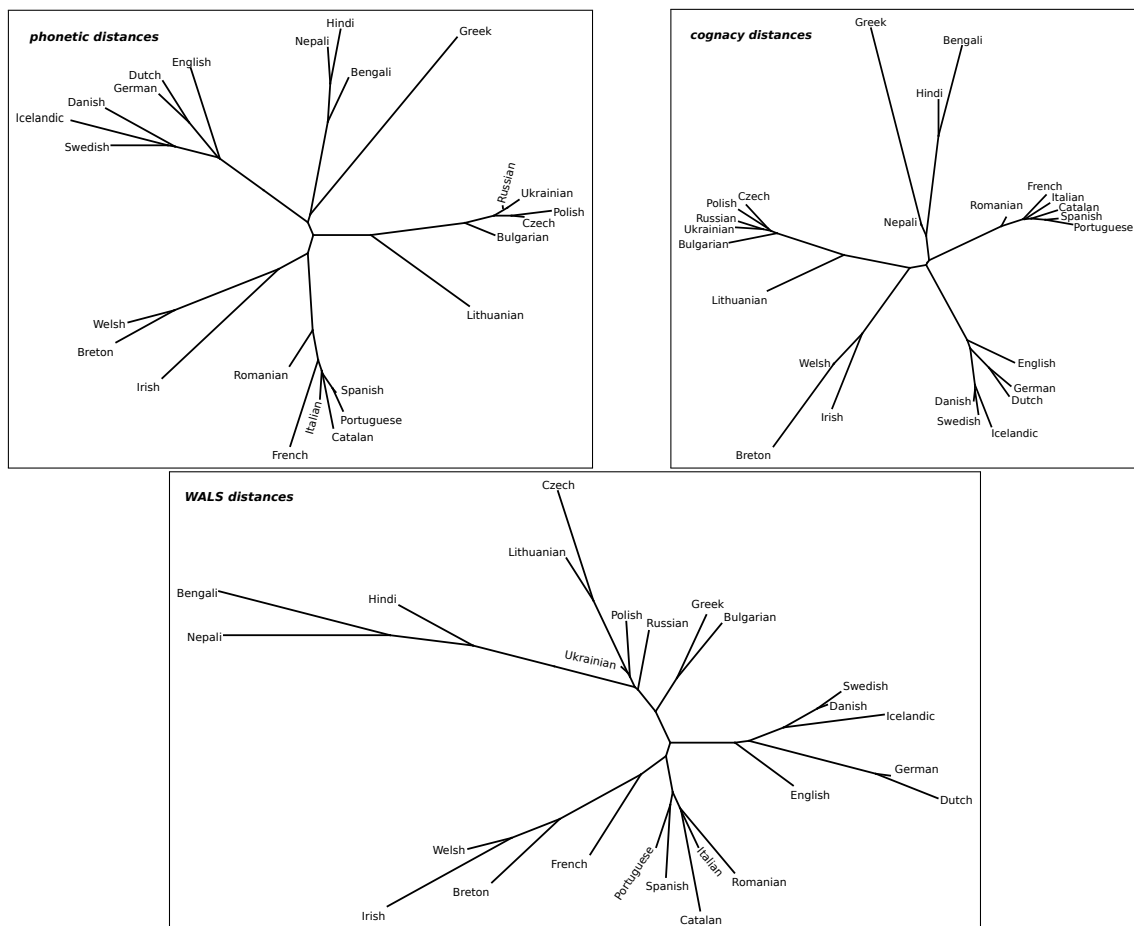 phonetic distances
Hindi
Nepali
Greek
English
Dutch
German
Bengali
Danish
Icelandic
Swedish
Russian
Ukrainian
Polish
Czech
Bulgarian
Lithuanian
Welsh
Breton
Irish
Romanian
Spanish
Italian
Portuguese
Catalan
French
cognacy distances
Greek
Bengali
Hindi
Czech
Polish
Russian
Ukrainian
Bulgarian
Nepali
Romanian
French
Italian
Catalan
Spanish
Portuguese
Lithuanian
Welsh
Irish
Breton
English
German
Dutch
Danish
Swedish
Icelandic
WALS distances
Czech
Lithuanian
Bengali
Hindi
Nepali
Polish
Russian
Greek
Bulgarian
Ukrainian
Swedish
Danish
Icelandic
German
Dutch
English
Welsh
French
Breton
Irish
Portuguese
Spanish
Italian
Romanian
Catalan